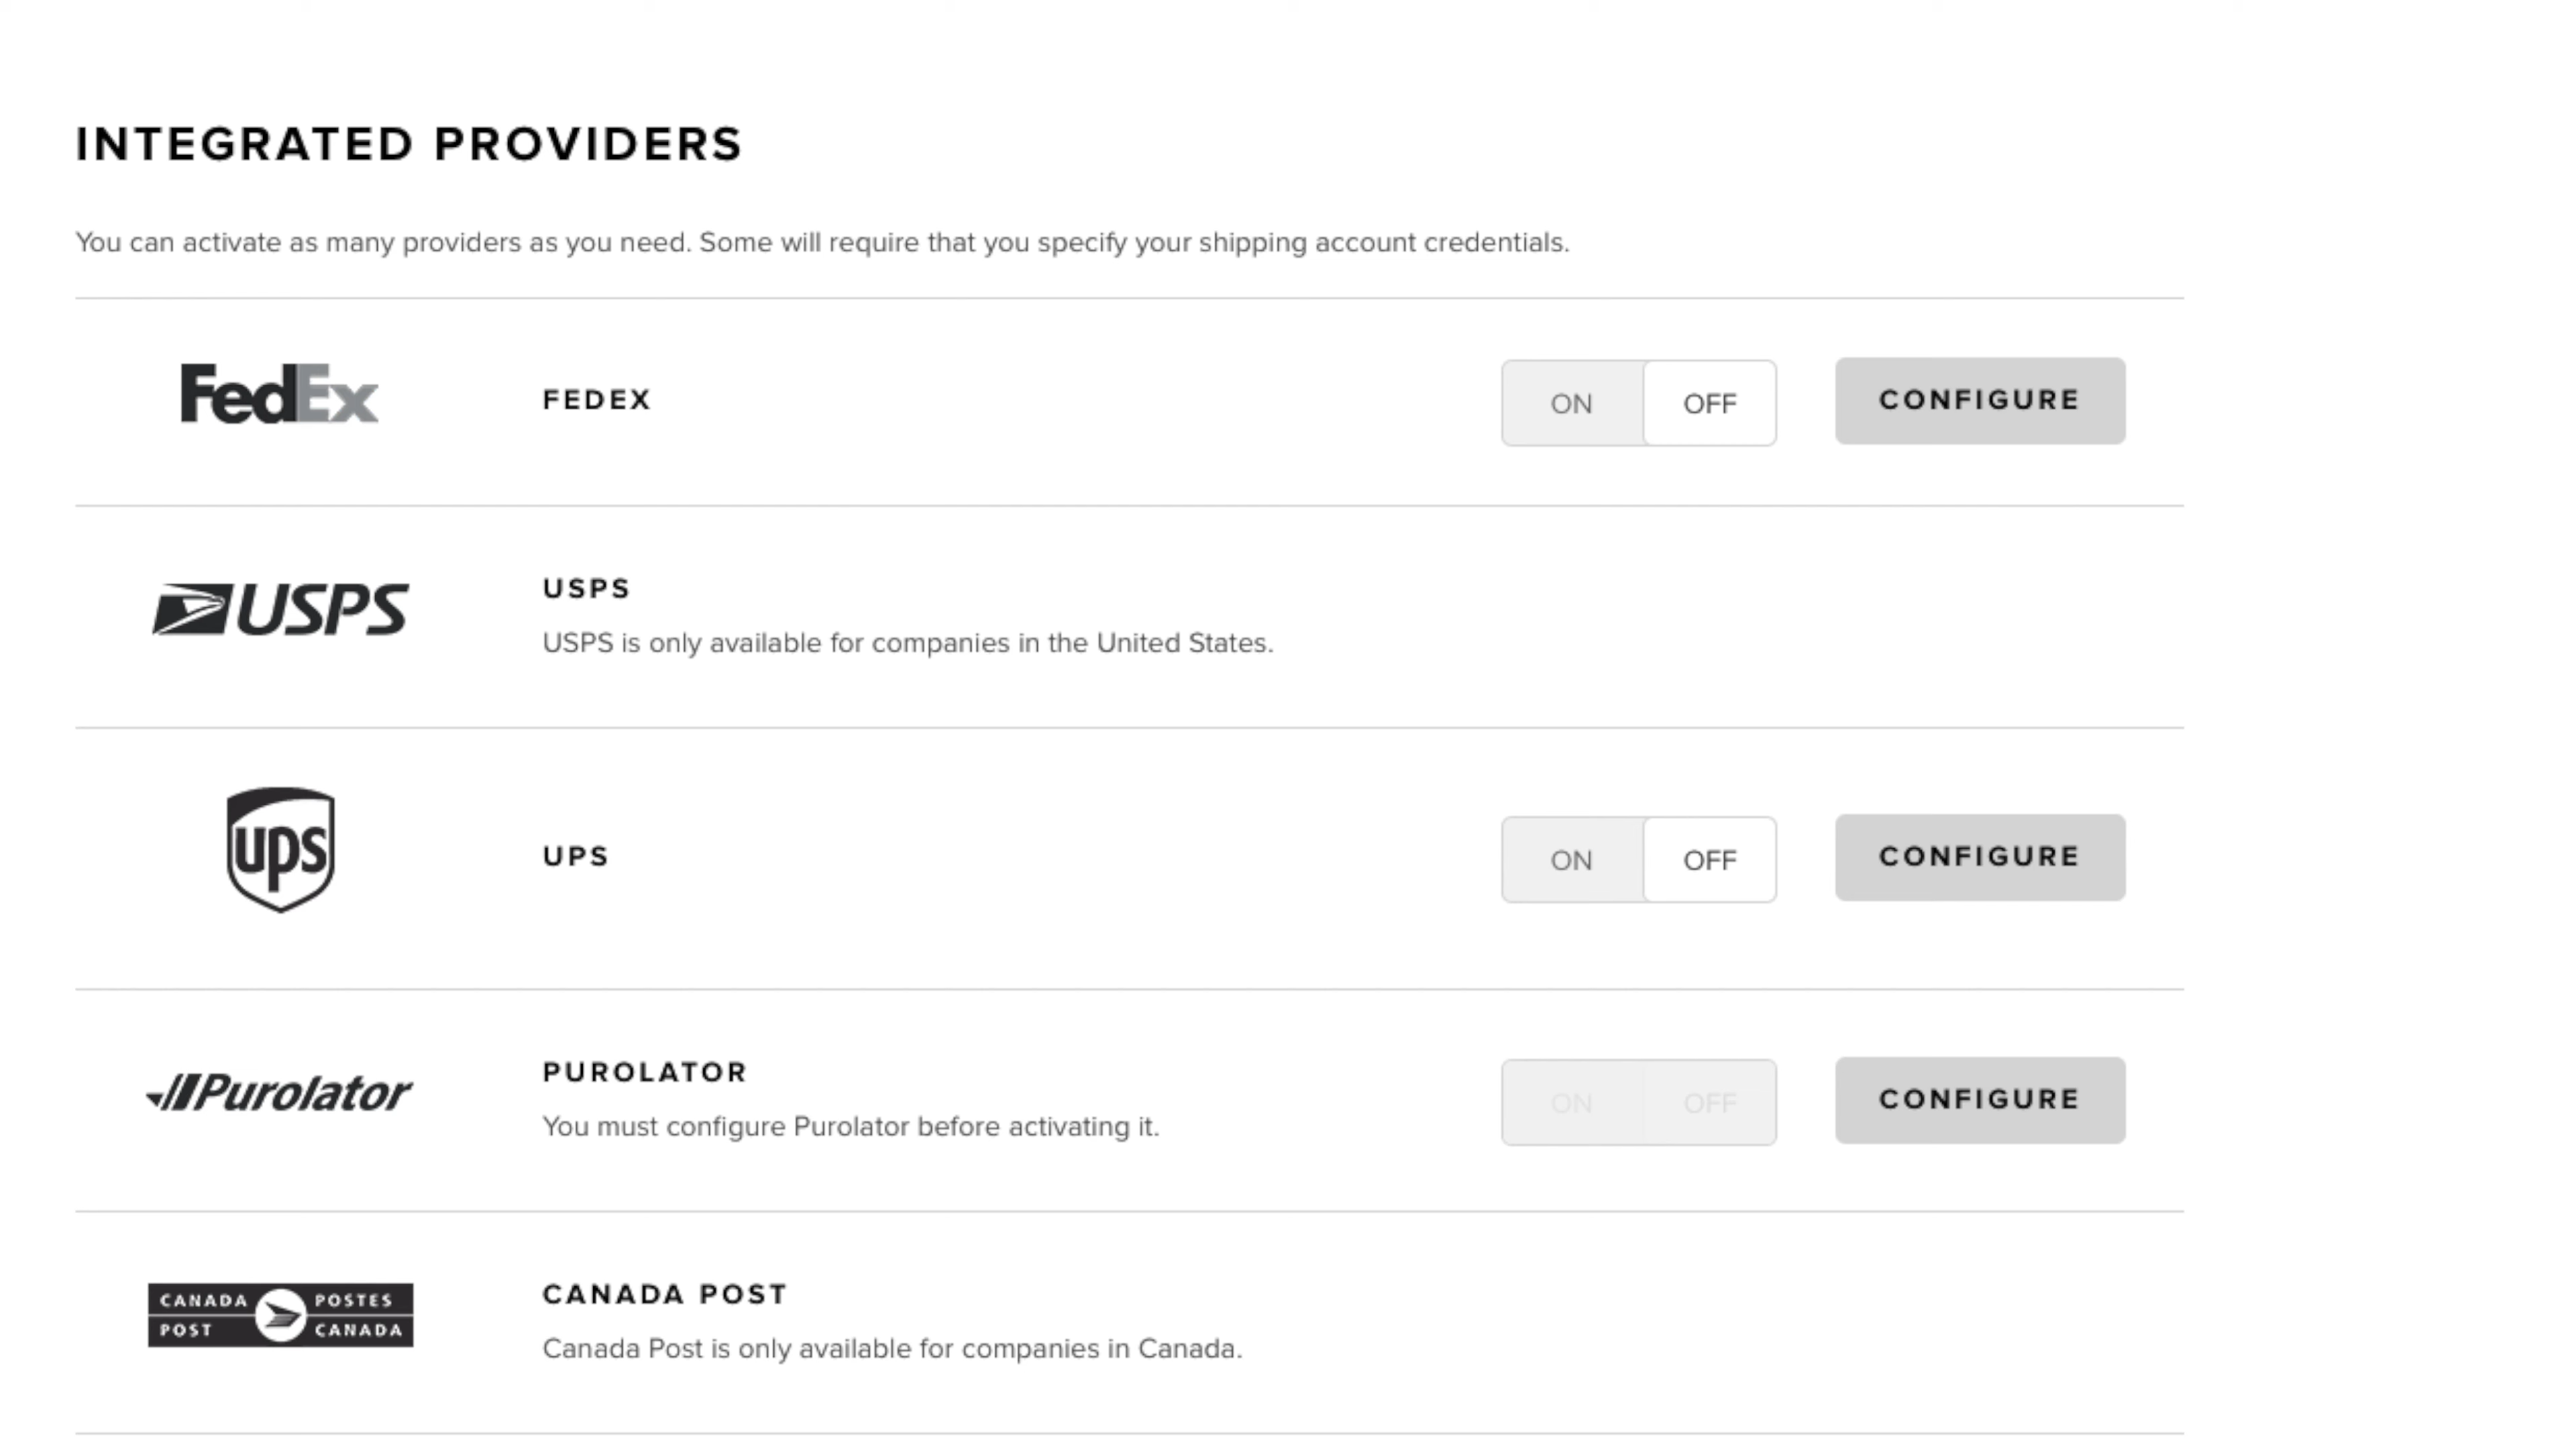 INTEGRATED PROVIDERS
You can activate as many providers as you need. Some will require that you specify your shipping account credentials.
FedEx
FEDEX
ON OFF
CONFIGURE
USPS
USPS
USPS is only available for companies in the United States.
ups
UPS
ON OFF
CONFIGURE
Purolator
PUROLATOR
You must configure Purolator before activating it.
ON OFF
CONFIGURE
CANADA POST
POSTES CANADA
CANADA POST
Canada Post is only available for companies in Canada.